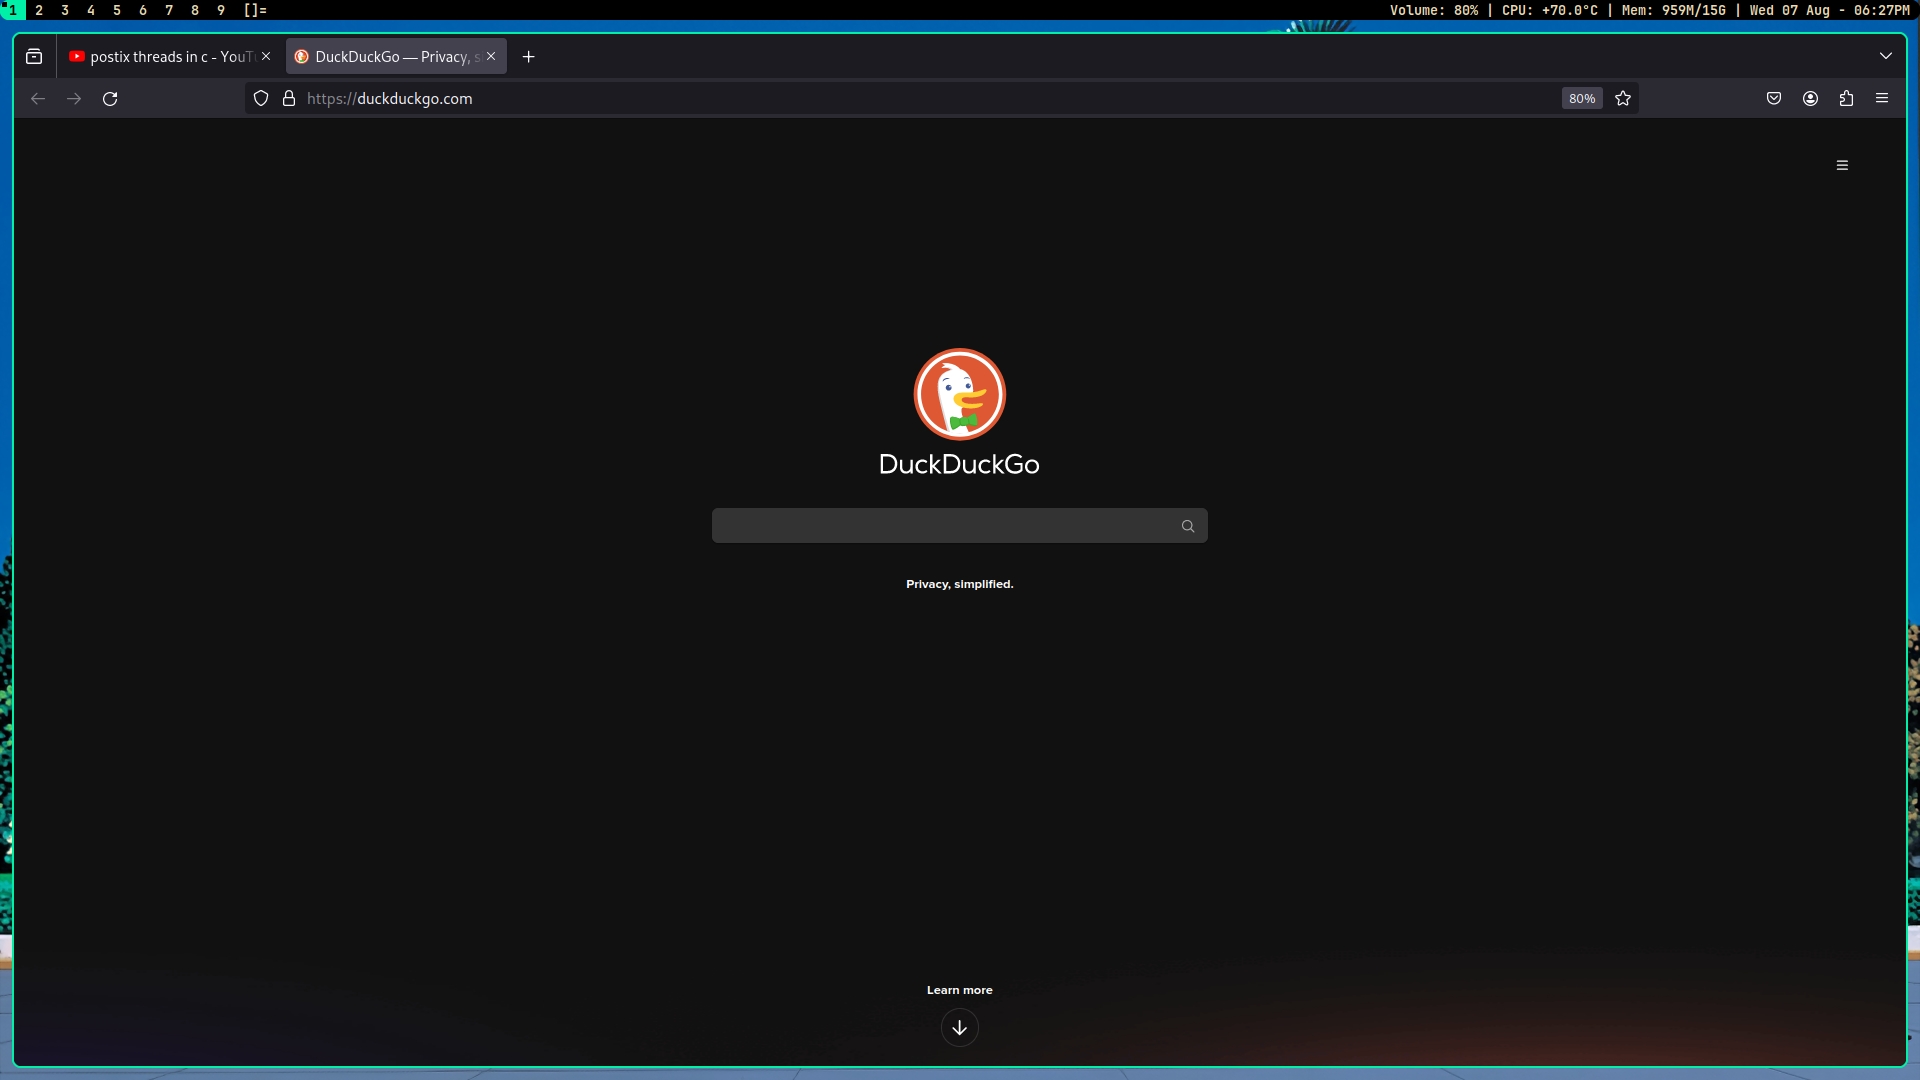 1 2 3 4 5 6 7 8 9 []= Volume: 80% | CPU: +70.0°C | Mem: 959M/15G | Wed 07 Aug - 06:27PM
postix threads in c - YouTu DuckDuckGo — Privacy, s
https://duckduckgo.com 80%
DuckDuckGo
Privacy, simplified.
Learn more